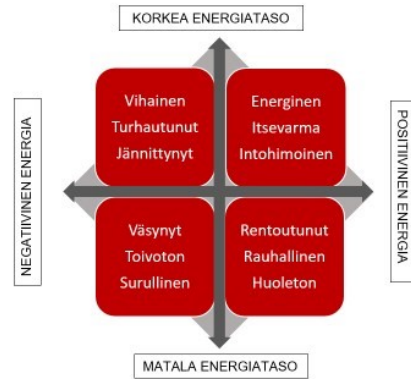 KORKEA ENERGIATASO
NEGATIIVINEN ENERGIA
Vihainen
Turhautunut
Jännittynyt
Energinen
Itsevarma
Intohimoinen
POSITIIVINEN ENERGIA
Väsynyt
Toivoton
Surullinen
Rentoutunut
Rauhallinen
Huoleton
MATALA ENERGIATASO